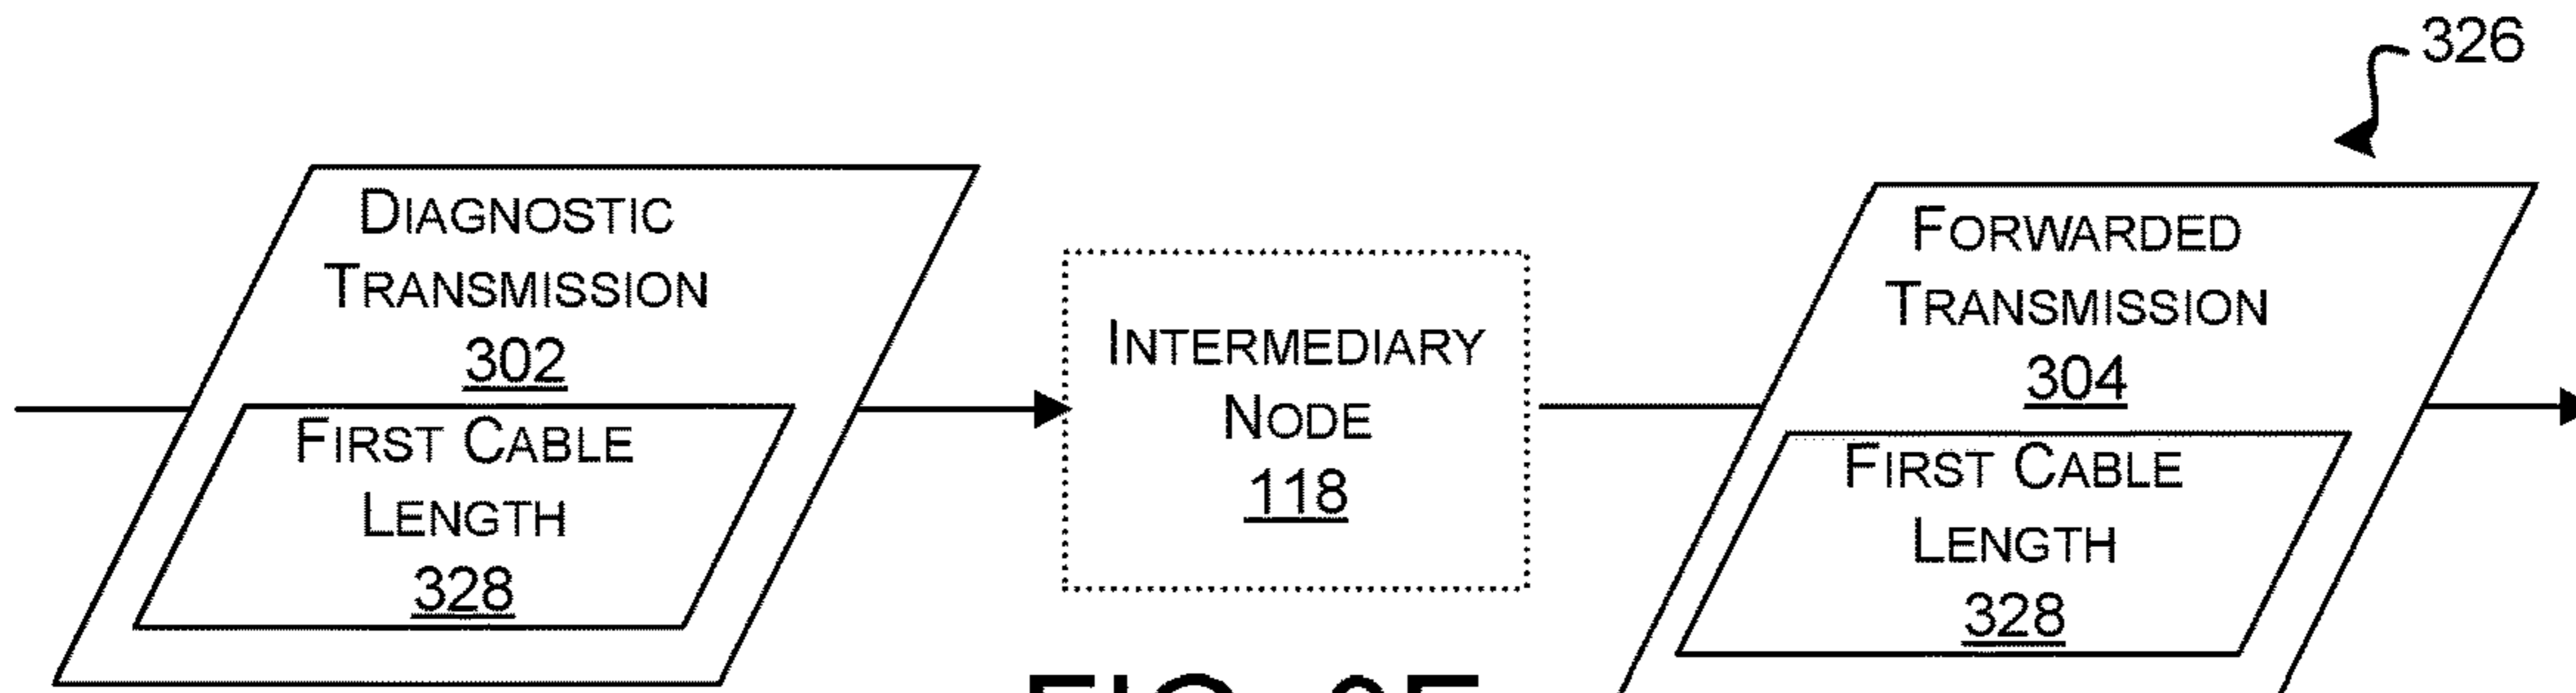 326
DIAGNOSTIC
TRANSMISSION
302
FIRST CABLE
LENGTH
328
INTERMEDIARY
NODE
118
FORWARDED
TRANSMISSION
304
FIRST CABLE
LENGTH
328